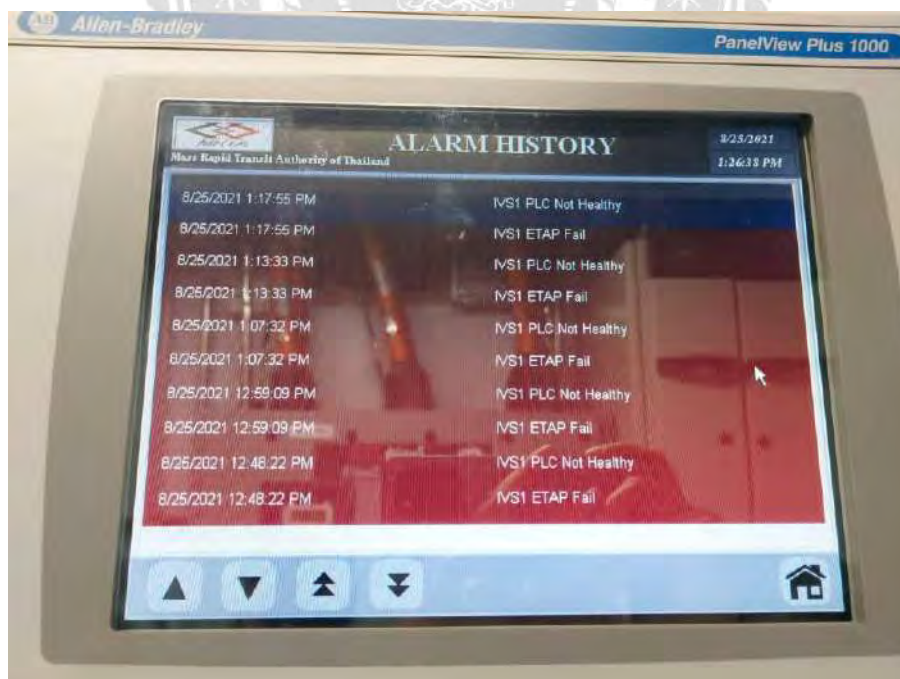 AB Allen-Bradley
PanelView Plus 1000
ALARM HISTORY
8/25/2021
Mass Rapid Transit Authority of Thailand
1:26:38 PM
8/25/2021 1:17:55 PM IVS1 PLC Not Healthy
8/25/2021 1:17:55 PM IVS1 ETAP Fail
8/25/2021 1:13:33 PM IVS1 PLC Not Healthy
8/25/2021 1:13:33 PM IVS1 ETAP Fail
8/25/2021 1:07:32 PM IVS1 PLC Not Healthy
8/25/2021 1:07:32 PM IVS1 ETAP Fail
8/25/2021 12:59:09 PM IVS1 PLC Not Healthy
8/25/2021 12:59:09 PM IVS1 ETAP Fail
8/25/2021 12:48:22 PM IVS1 PLC Not Healthy
8/25/2021 12:48:22 PM IVS1 ETAP Fail